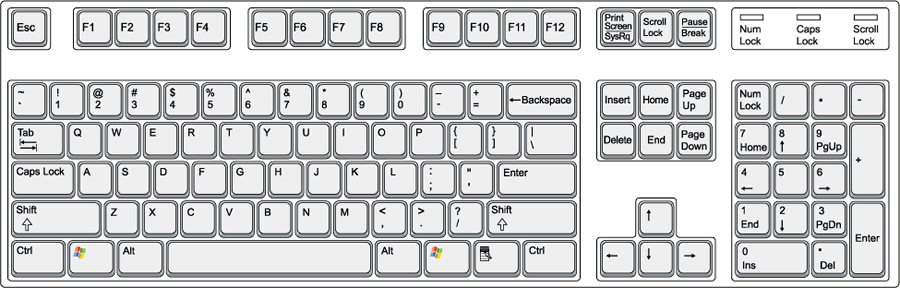 Esc F1 F2 F3 F4 F5 F6 F7 F8 F9 F10 F11 F12 Print Screen SysRq Scroll Lock Pause Break Num Lock Caps Lock Scroll Lock
~ ` ! 1 @ 2 # 3 $ 4 % 5 ^ 6 & 7 * 8 ( 9 ) 0 – - + = ←Backspace Insert Home Page Up Num Lock / * -
Tab Q W E R T Y U I O P { [ } ] | \ Delete End Page Down 7 Home 8 ↑ 9 PgUp +
Caps Lock A S D F G H J K L : ; " ' Enter 4 ← 5 6 →
Shift Z X C V B N M < , > . ? / Shift ↑ 1 End 2 ↓ 3 PgDn Enter
Ctrl Alt Alt Ctrl ← ↓ → 0 Ins . Del